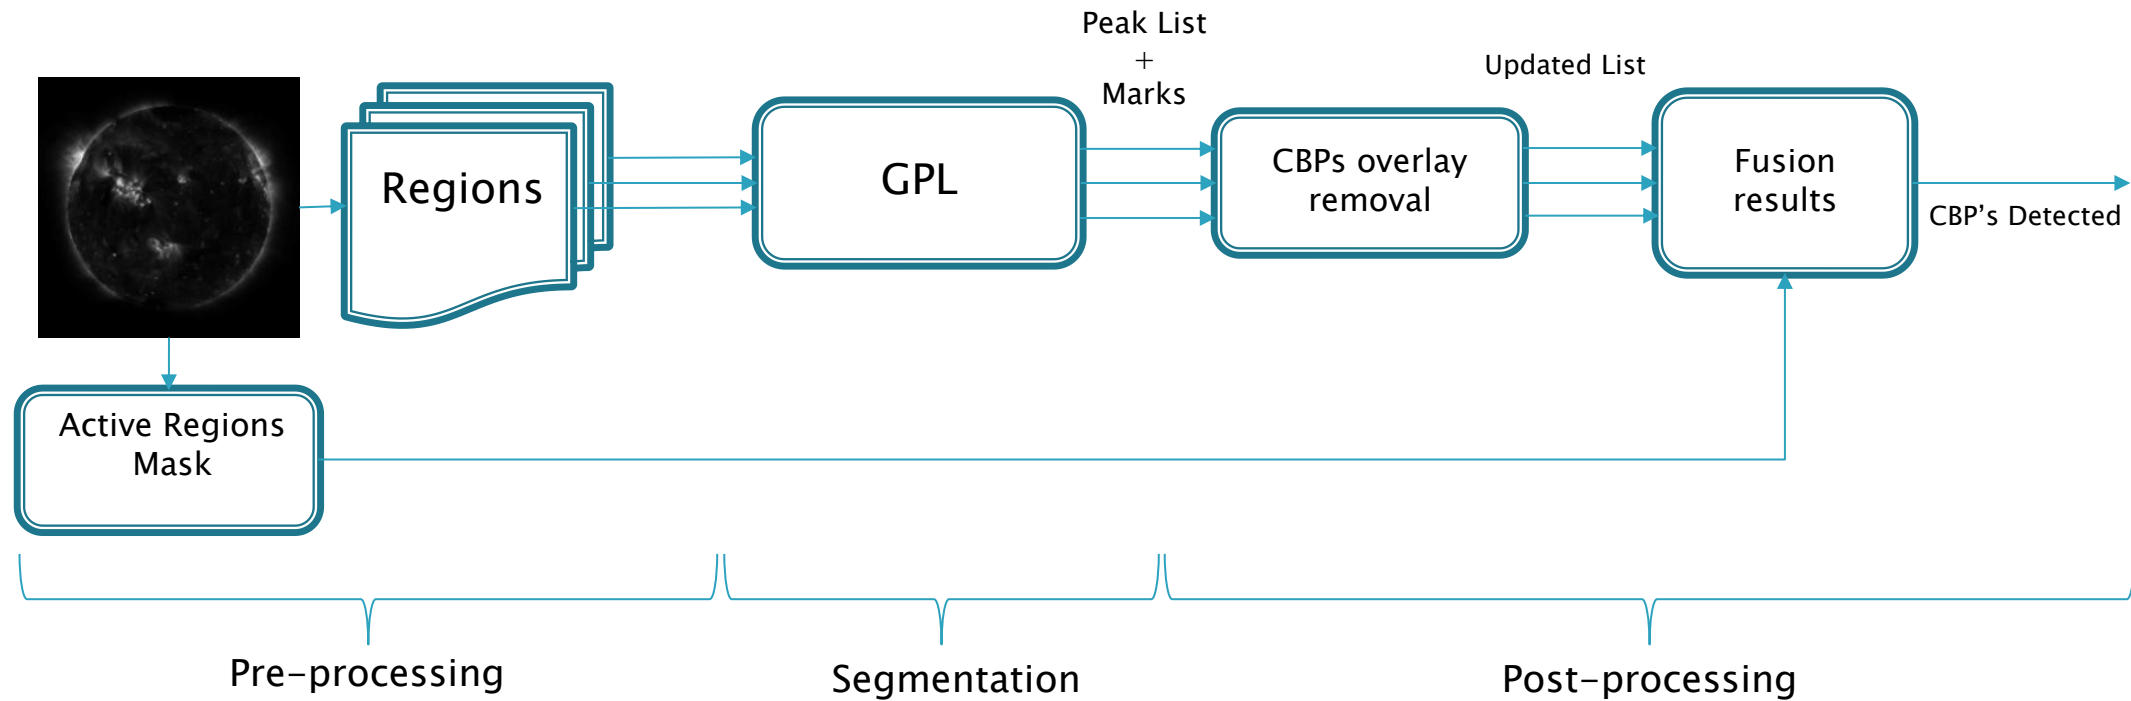 Peak List
+
Marks
Updated List
Regions
GPL
CBPs overlay
removal
Fusion
results
CBP’s Detected
Active Regions
Mask
Pre-processing
Segmentation
Post-processing